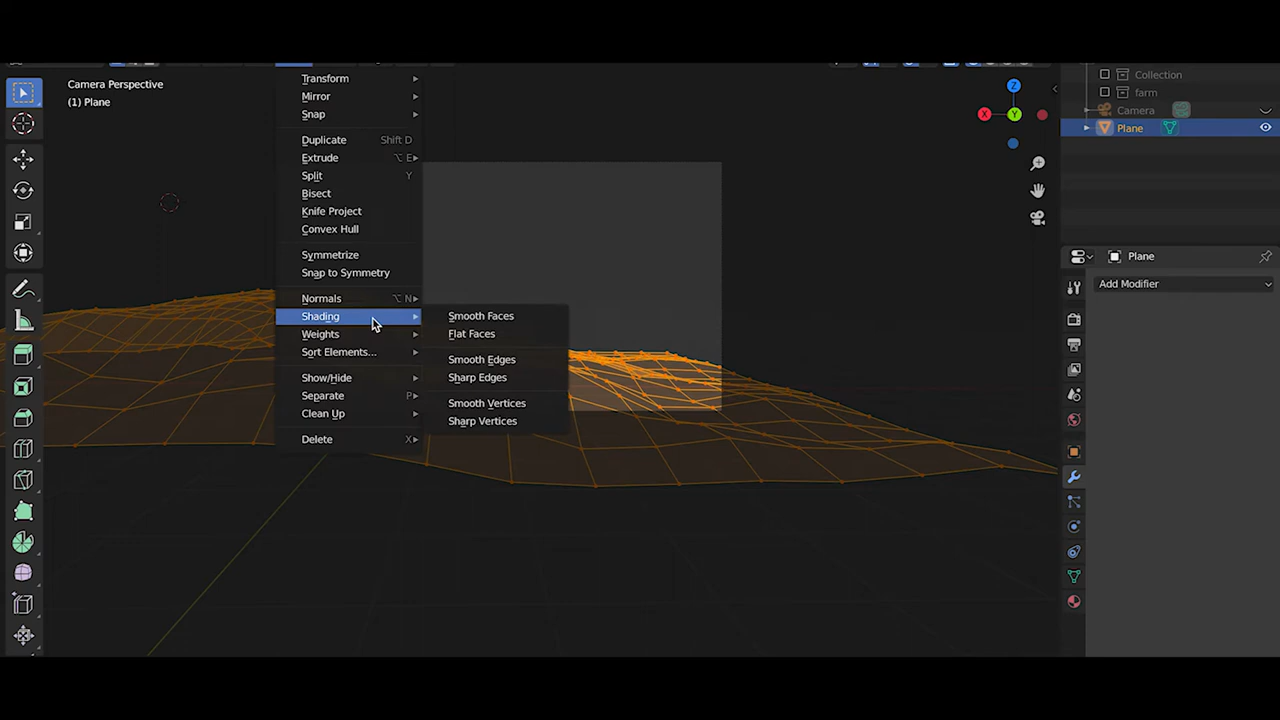 Camera Perspective
(1) Plane
Transform
Mirror
Snap
Duplicate Shift D
Extrude ⌥ E
Split Y
Bisect
Knife Project
Convex Hull
Symmetrize
Snap to Symmetry
Normals ⌥ N
Shading
Weights
Sort Elements...
Show/Hide
Separate P
Clean Up
Delete X
Smooth Faces
Flat Faces
Smooth Edges
Sharp Edges
Smooth Vertices
Sharp Vertices
Z
X
Y
Collection
farm
Camera
Plane
Plane
Add Modifier